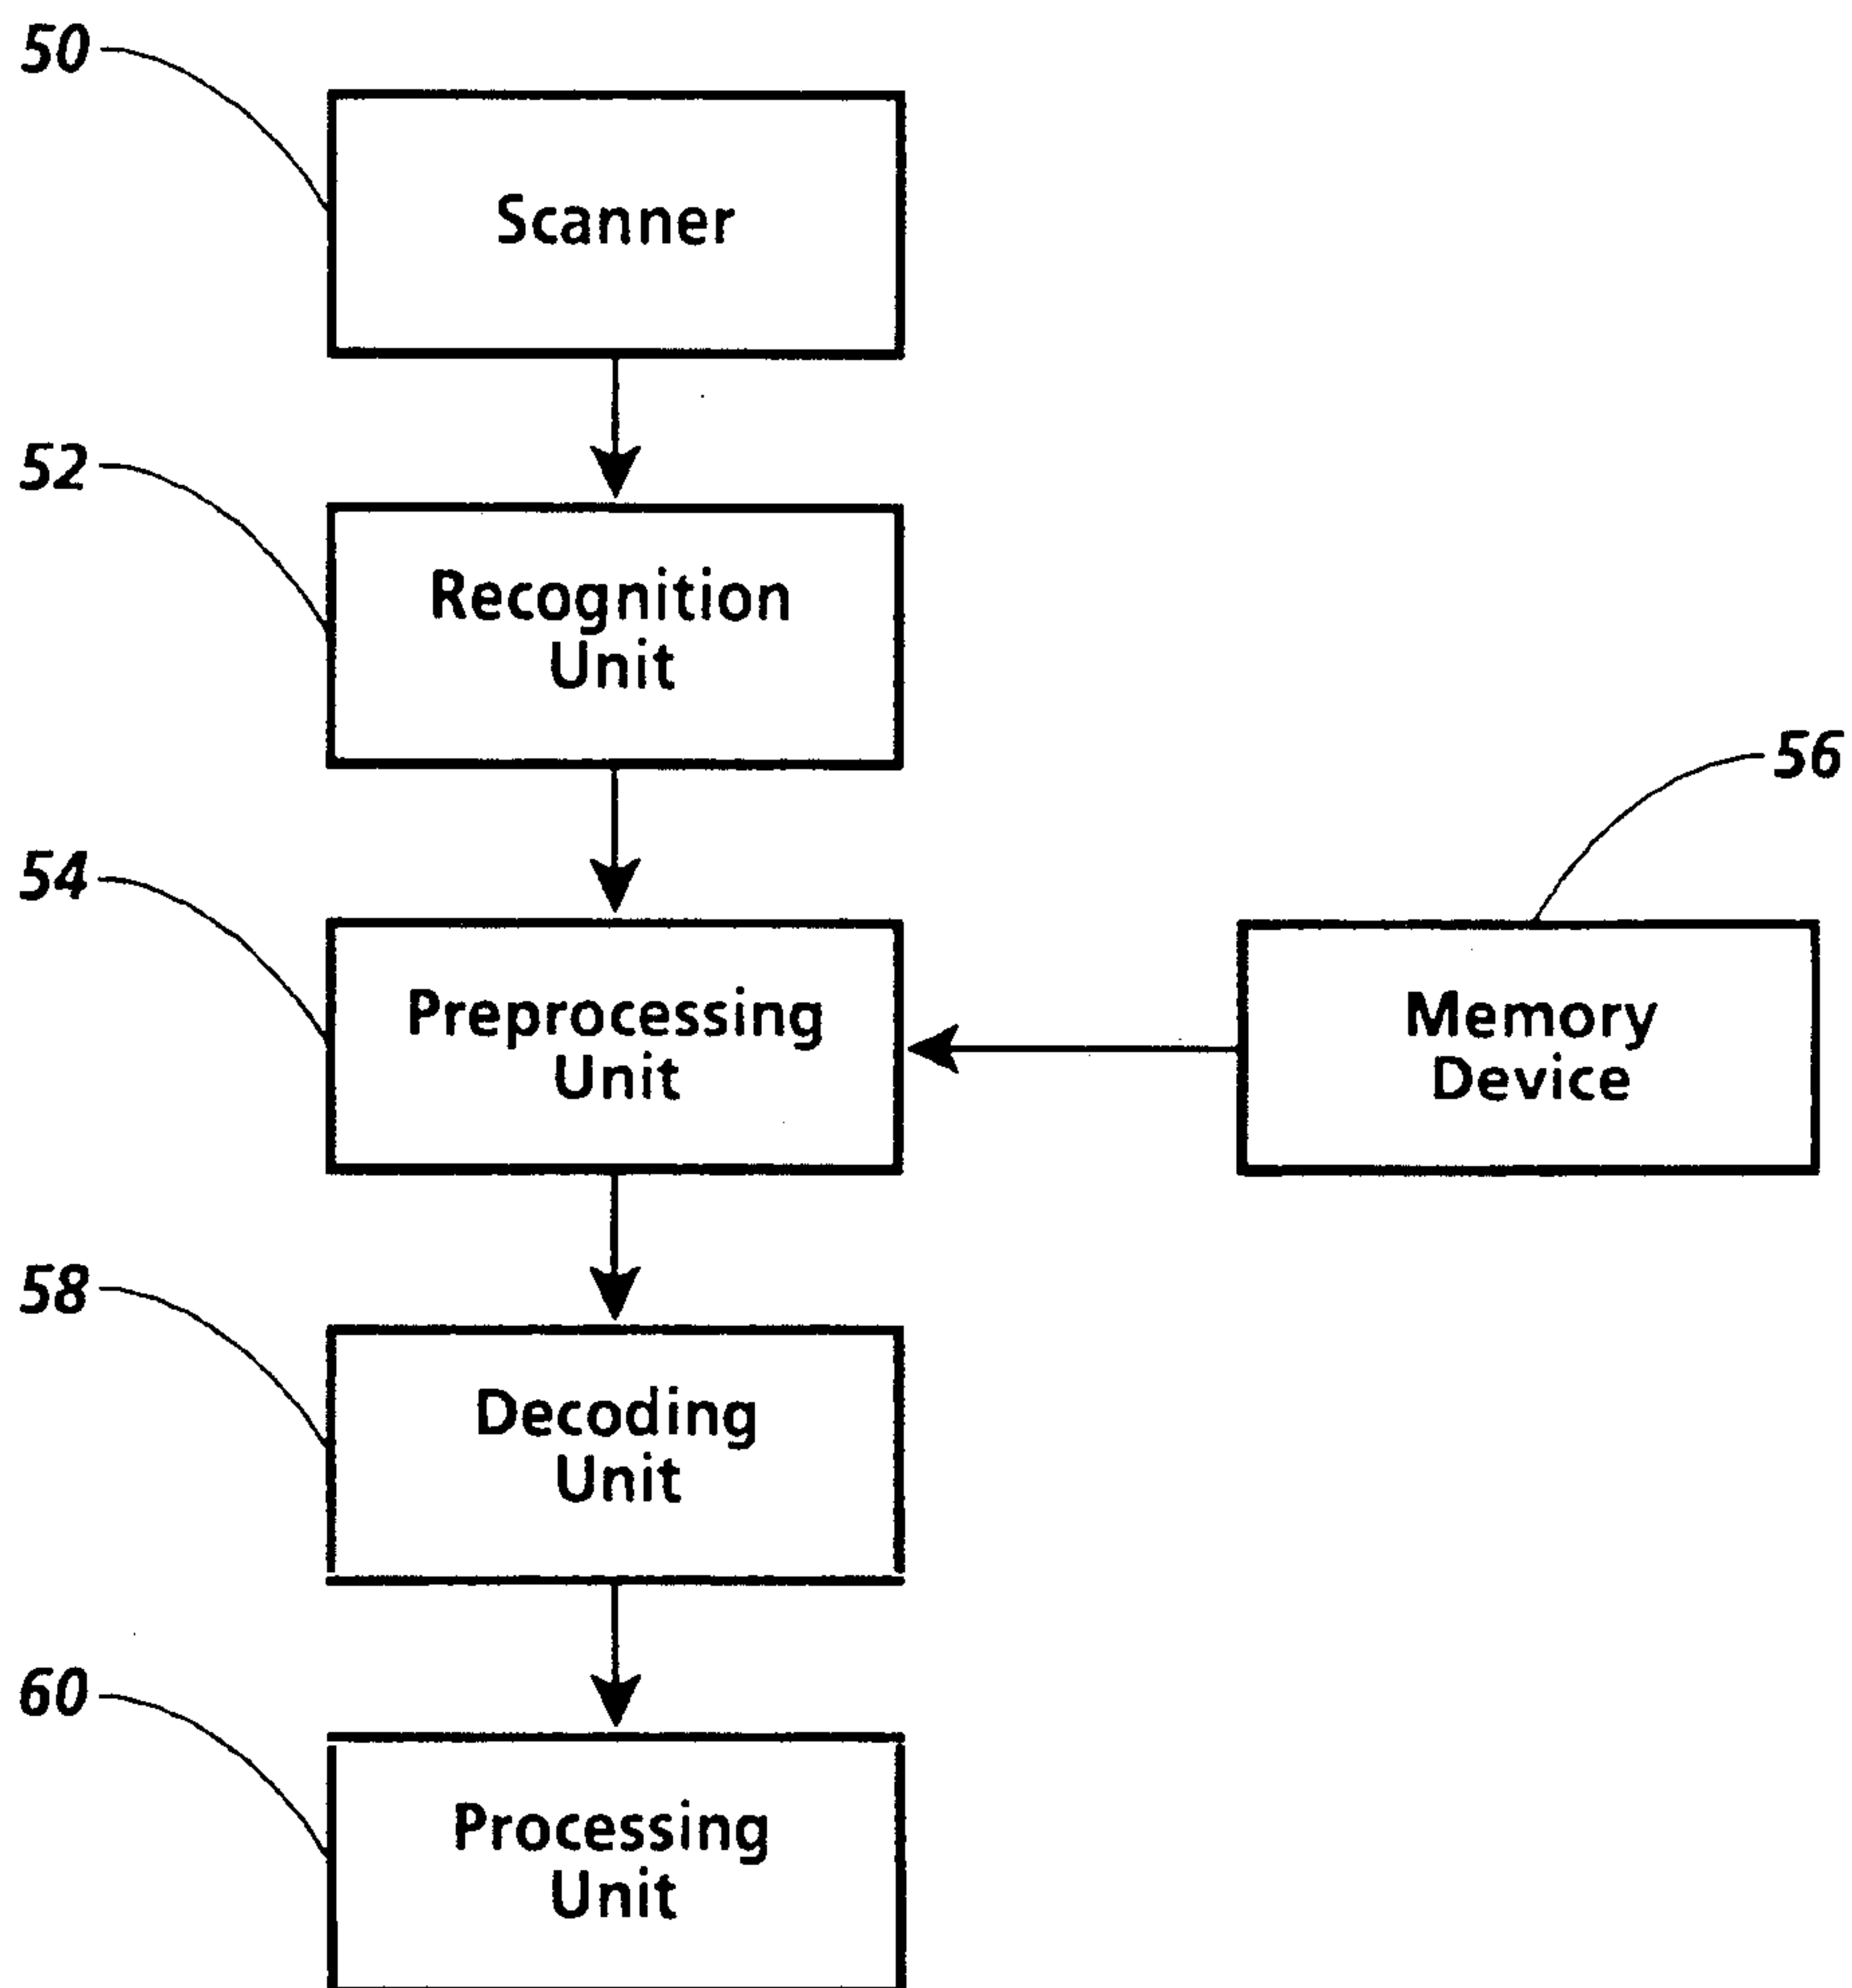 50
Scanner
52
Recognition
Unit
56
54
Preprocessing
Unit
Memory
Device
58
Decoding
Unit
60
Processing
Unit